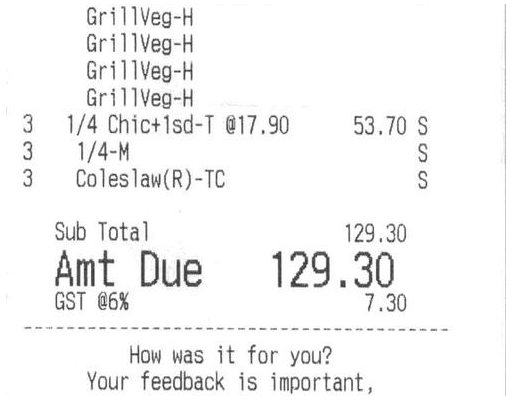 GrillVeg-H
GrillVeg-H
GrillVeg-H
GrillVeg-H
3 1/4 Chic+1sd-T @17.90 53.70 S
3 1/4-M S
3 Coleslaw(R)-TC S
Sub Total 129.30
Amt Due 129.30
GST @6% 7.30
--------------------------------------------
How was it for you?
Your feedback is important,